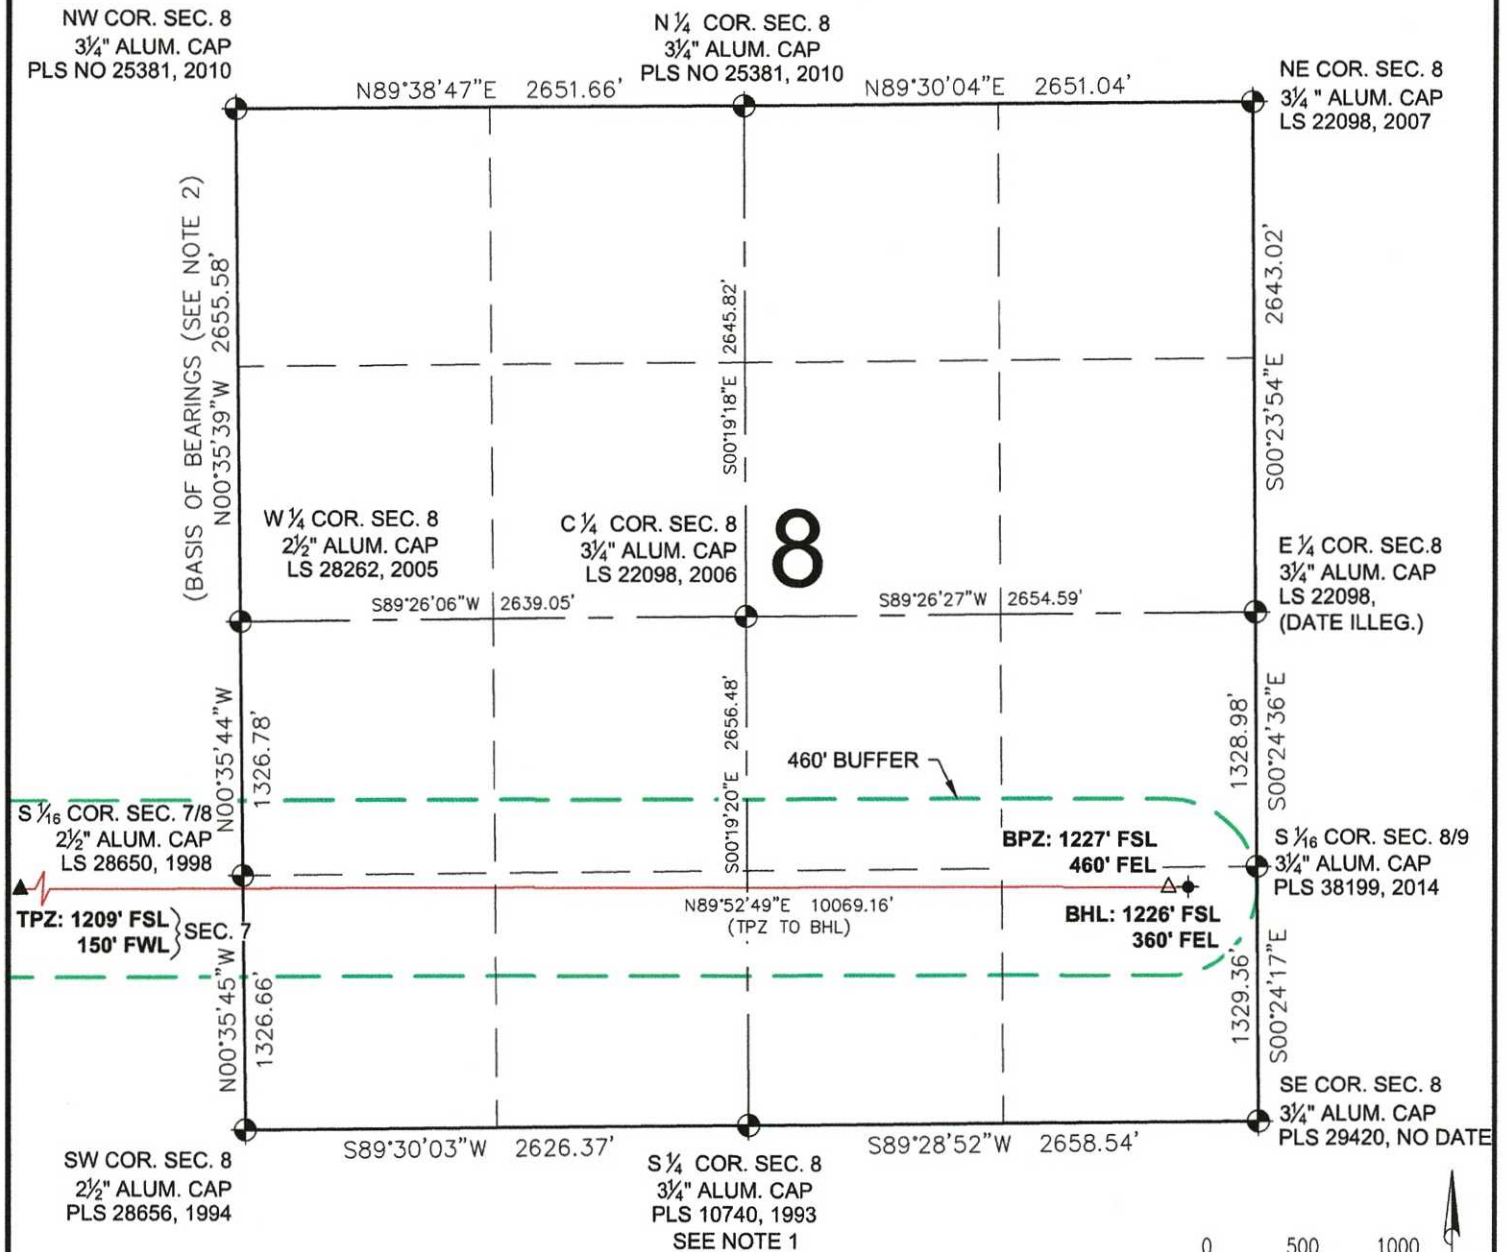 NW COR. SEC. 8
3¼" ALUM. CAP
PLS NO 25381, 2010
N ¼ COR. SEC. 8
3¼" ALUM. CAP
PLS NO 25381, 2010
NE COR. SEC. 8
3¼ " ALUM. CAP
LS 22098, 2007
N89°38'47"E 2651.66'
N89°30'04"E 2651.04'
(BASIS OF BEARINGS (SEE NOTE 2)
N00°35'39"W 2655.58'
S00°19'18"E 2645.82'
S00°23'54"E 2643.02'
W ¼ COR. SEC. 8
2½" ALUM. CAP
LS 28262, 2005
C ¼ COR. SEC. 8
3¼" ALUM. CAP
LS 22098, 2006
8
E ¼ COR. SEC.8
3¼" ALUM. CAP
LS 22098,
(DATE ILLEG.)
S89°26'06"W 2639.05'
S89°26'27"W 2654.59'
N00°35'44"W
1326.78'
S00°19'20"E 2656.48'
460' BUFFER
1328.98'
S00°24'36"E
S 1⁄16 COR. SEC. 7/8
2½" ALUM. CAP
LS 28650, 1998
BPZ: 1227' FSL
460' FEL
S 1⁄16 COR. SEC. 8/9
3¼" ALUM. CAP
PLS 38199, 2014
TPZ: 1209' FSL
150' FWL
SEC. 7
N89°52'49"E 10069.16'
(TPZ TO BHL)
BHL: 1226' FSL
360' FEL
N00°35'45"W
1326.66'
1329.36'
S00°24'17"E
SE COR. SEC. 8
3¼" ALUM. CAP
PLS 29420, NO DATE
S89°30'03"W 2626.37'
S89°28'52"W 2658.54'
SW COR. SEC. 8
2½" ALUM. CAP
PLS 28656, 1994
S ¼ COR. SEC. 8
3¼" ALUM. CAP
PLS 10740, 1993
SEE NOTE 1
0 500 1000